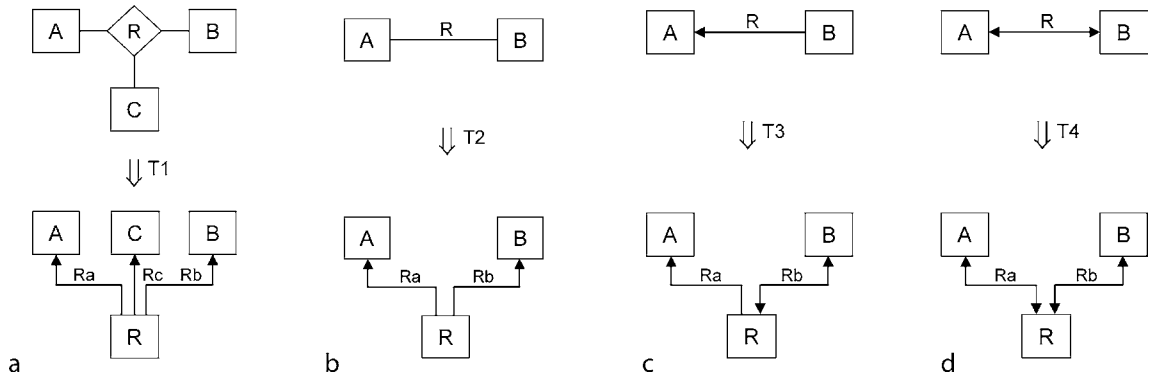 A R B
C
T1
A C B
Ra Rc Rb
R
a
A R B
T2
A B
Ra Rb
R
b
A R B
T3
A B
Ra Rb
R
c
A R B
T4
A B
Ra Rb
R
d